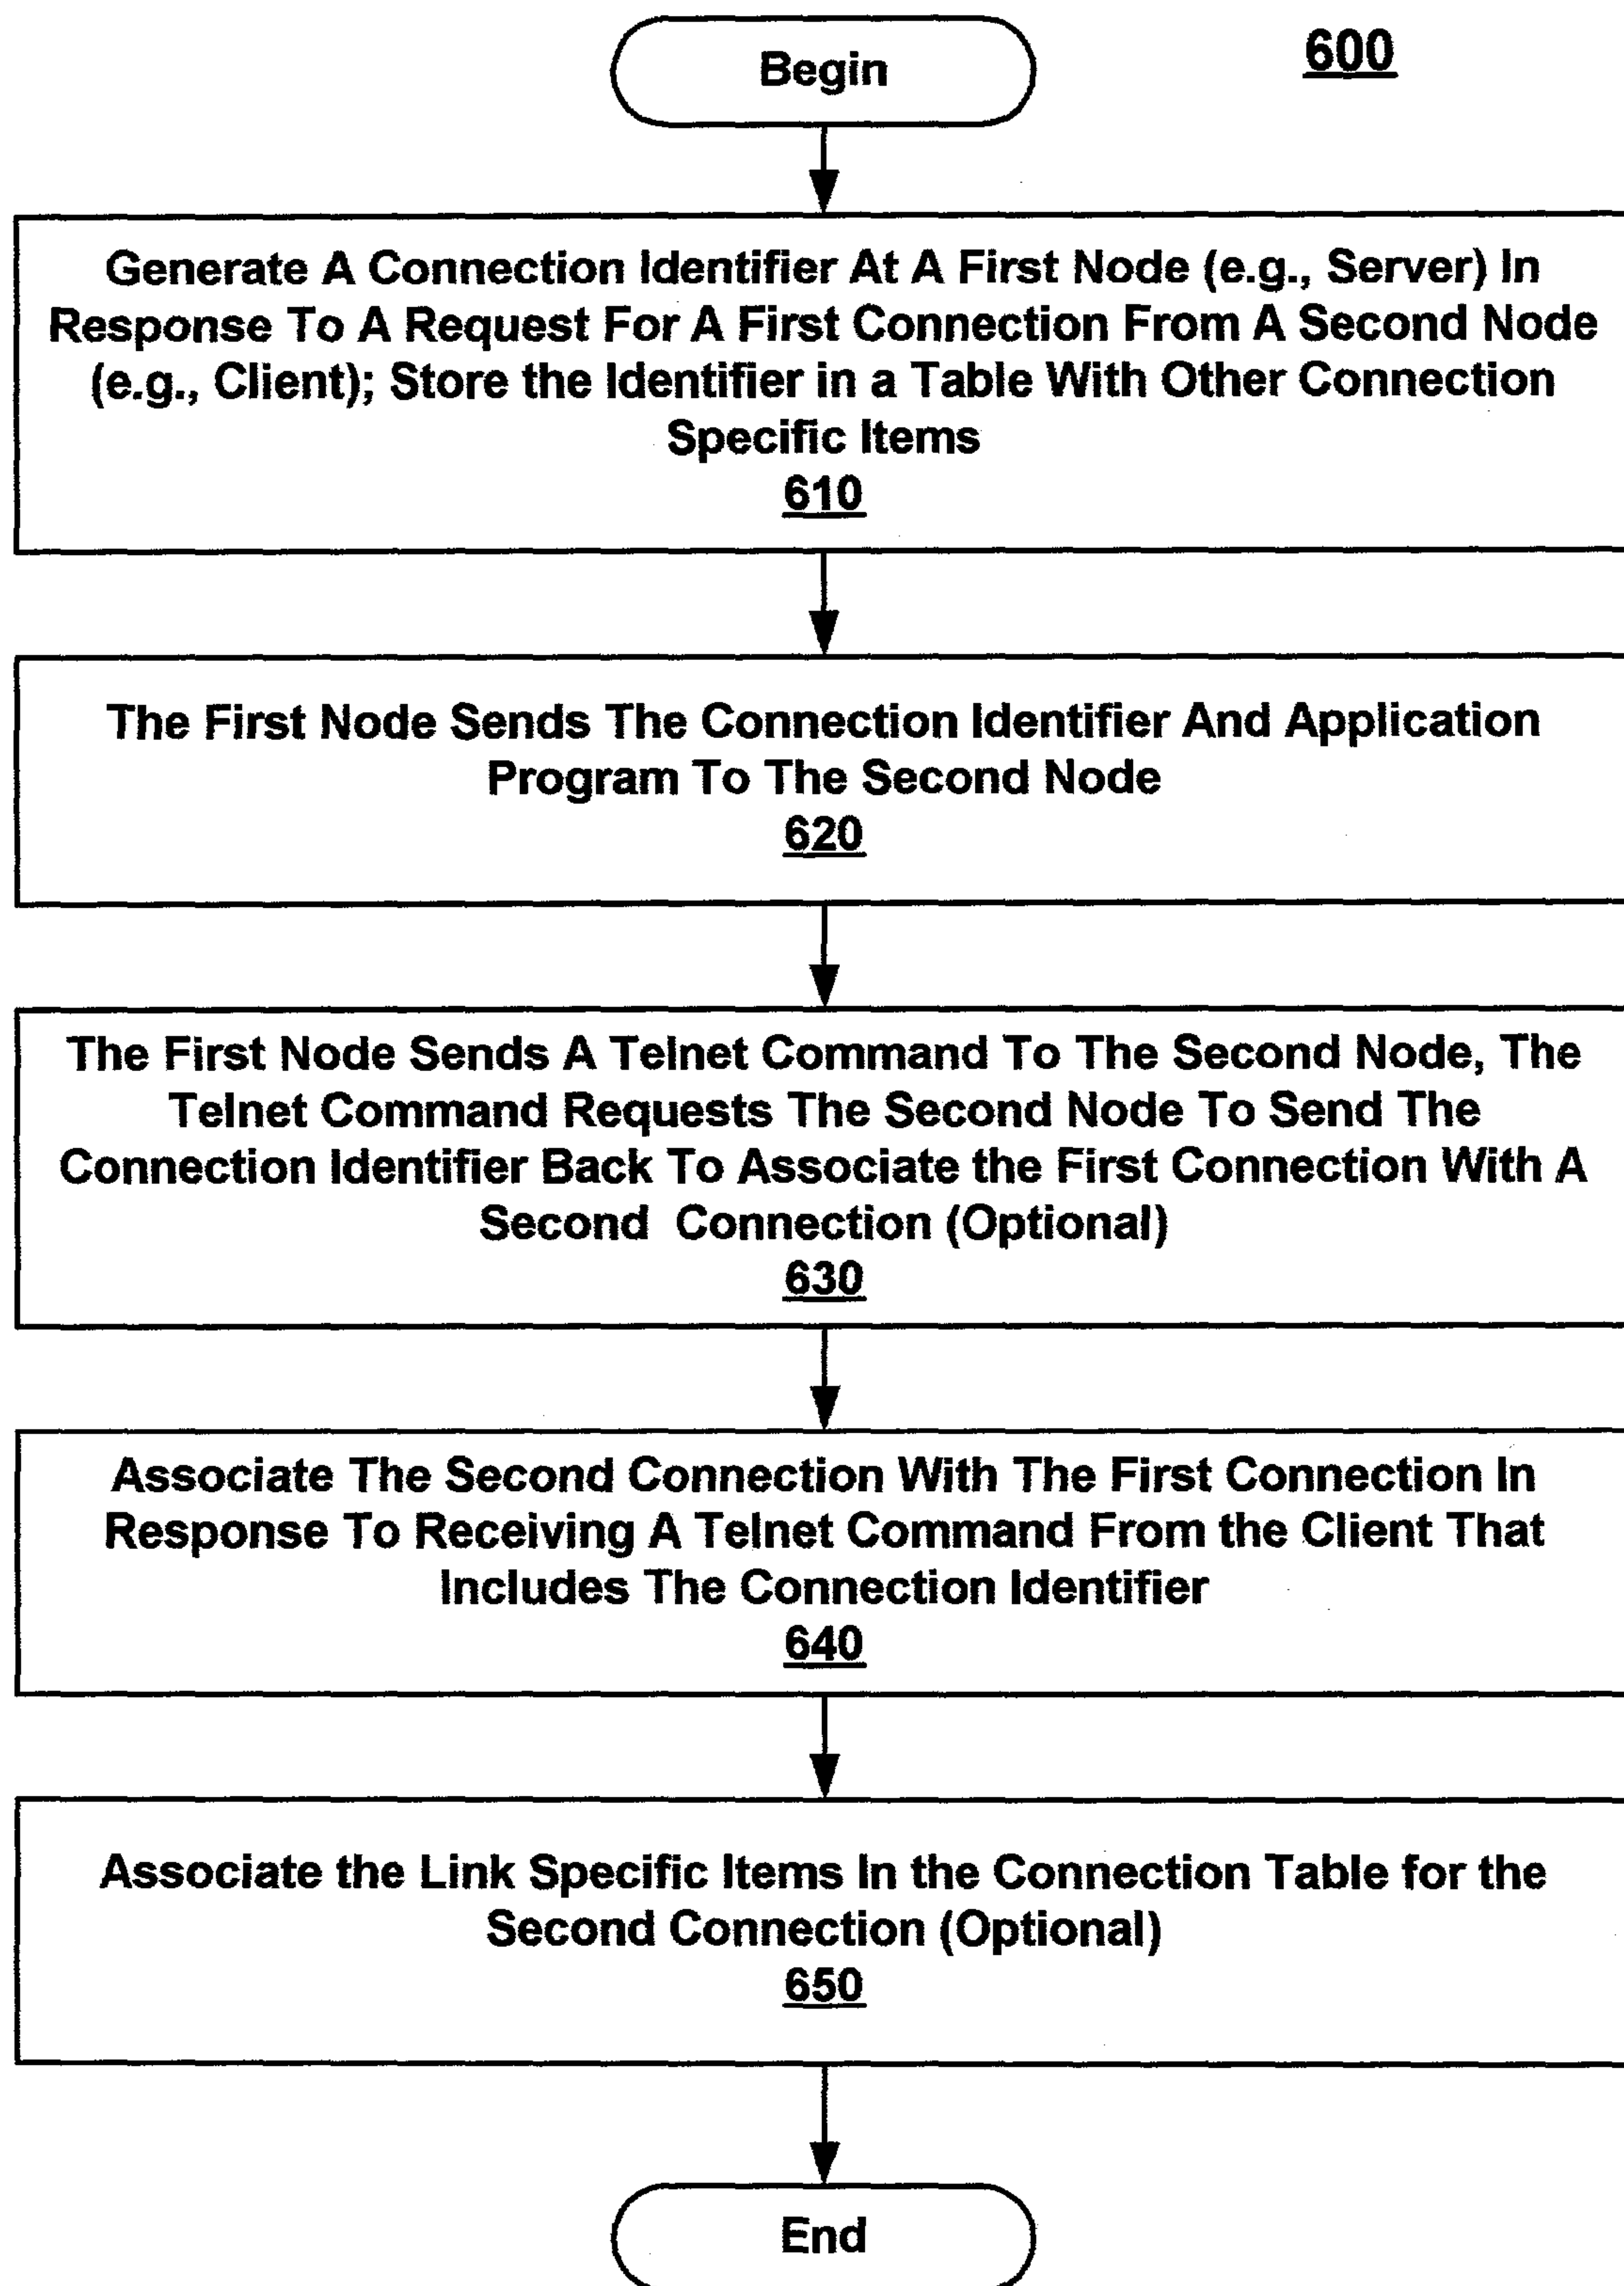 Begin
600
Generate A Connection Identifier At A First Node (e.g., Server) In
Response To A Request For A First Connection From A Second Node
(e.g., Client); Store the Identifier in a Table With Other Connection
Specific Items
610
The First Node Sends The Connection Identifier And Application
Program To The Second Node
620
The First Node Sends A Telnet Command To The Second Node, The
Telnet Command Requests The Second Node To Send The
Connection Identifier Back To Associate the First Connection With A
Second Connection (Optional)
630
Associate The Second Connection With The First Connection In
Response To Receiving A Telnet Command From the Client That
Includes The Connection Identifier
640
Associate the Link Specific Items In the Connection Table for the
Second Connection (Optional)
650
End